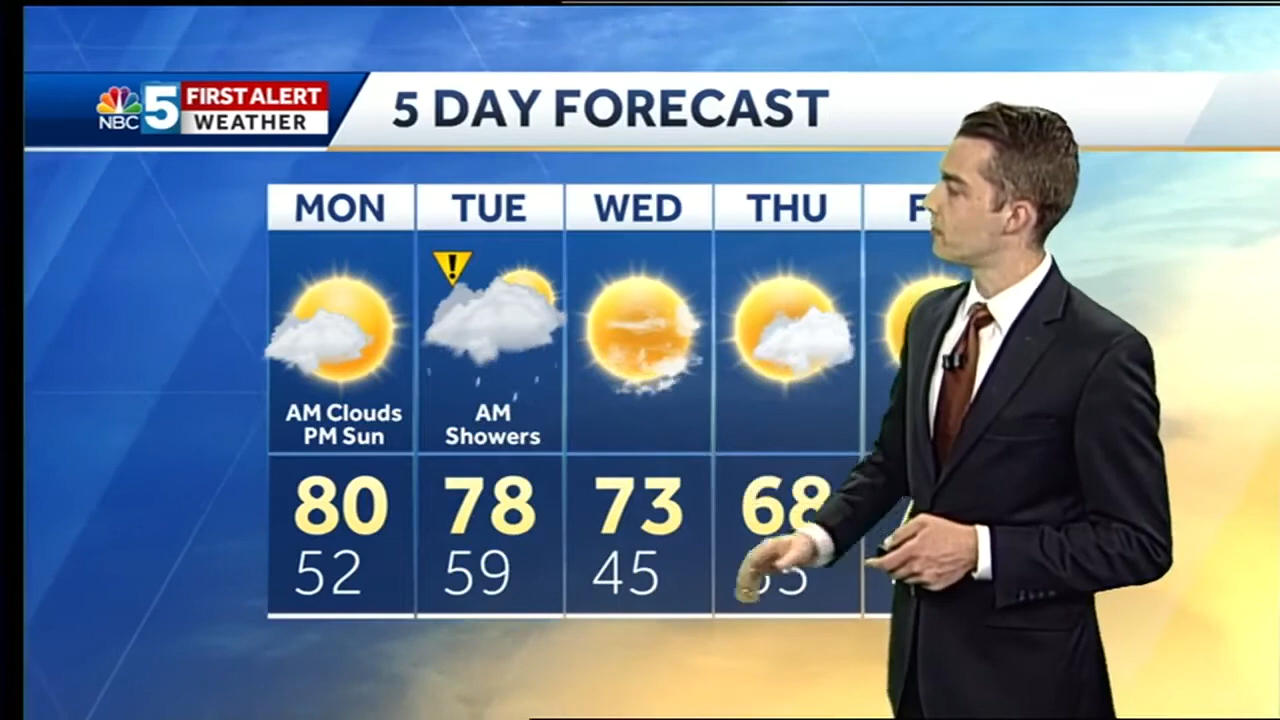 NBC 5 FIRST ALERT
WEATHER
5 DAY FORECAST
MON TUE WED THU
AM Clouds
PM Sun
AM
Showers
80 78 73 68
52 59 45